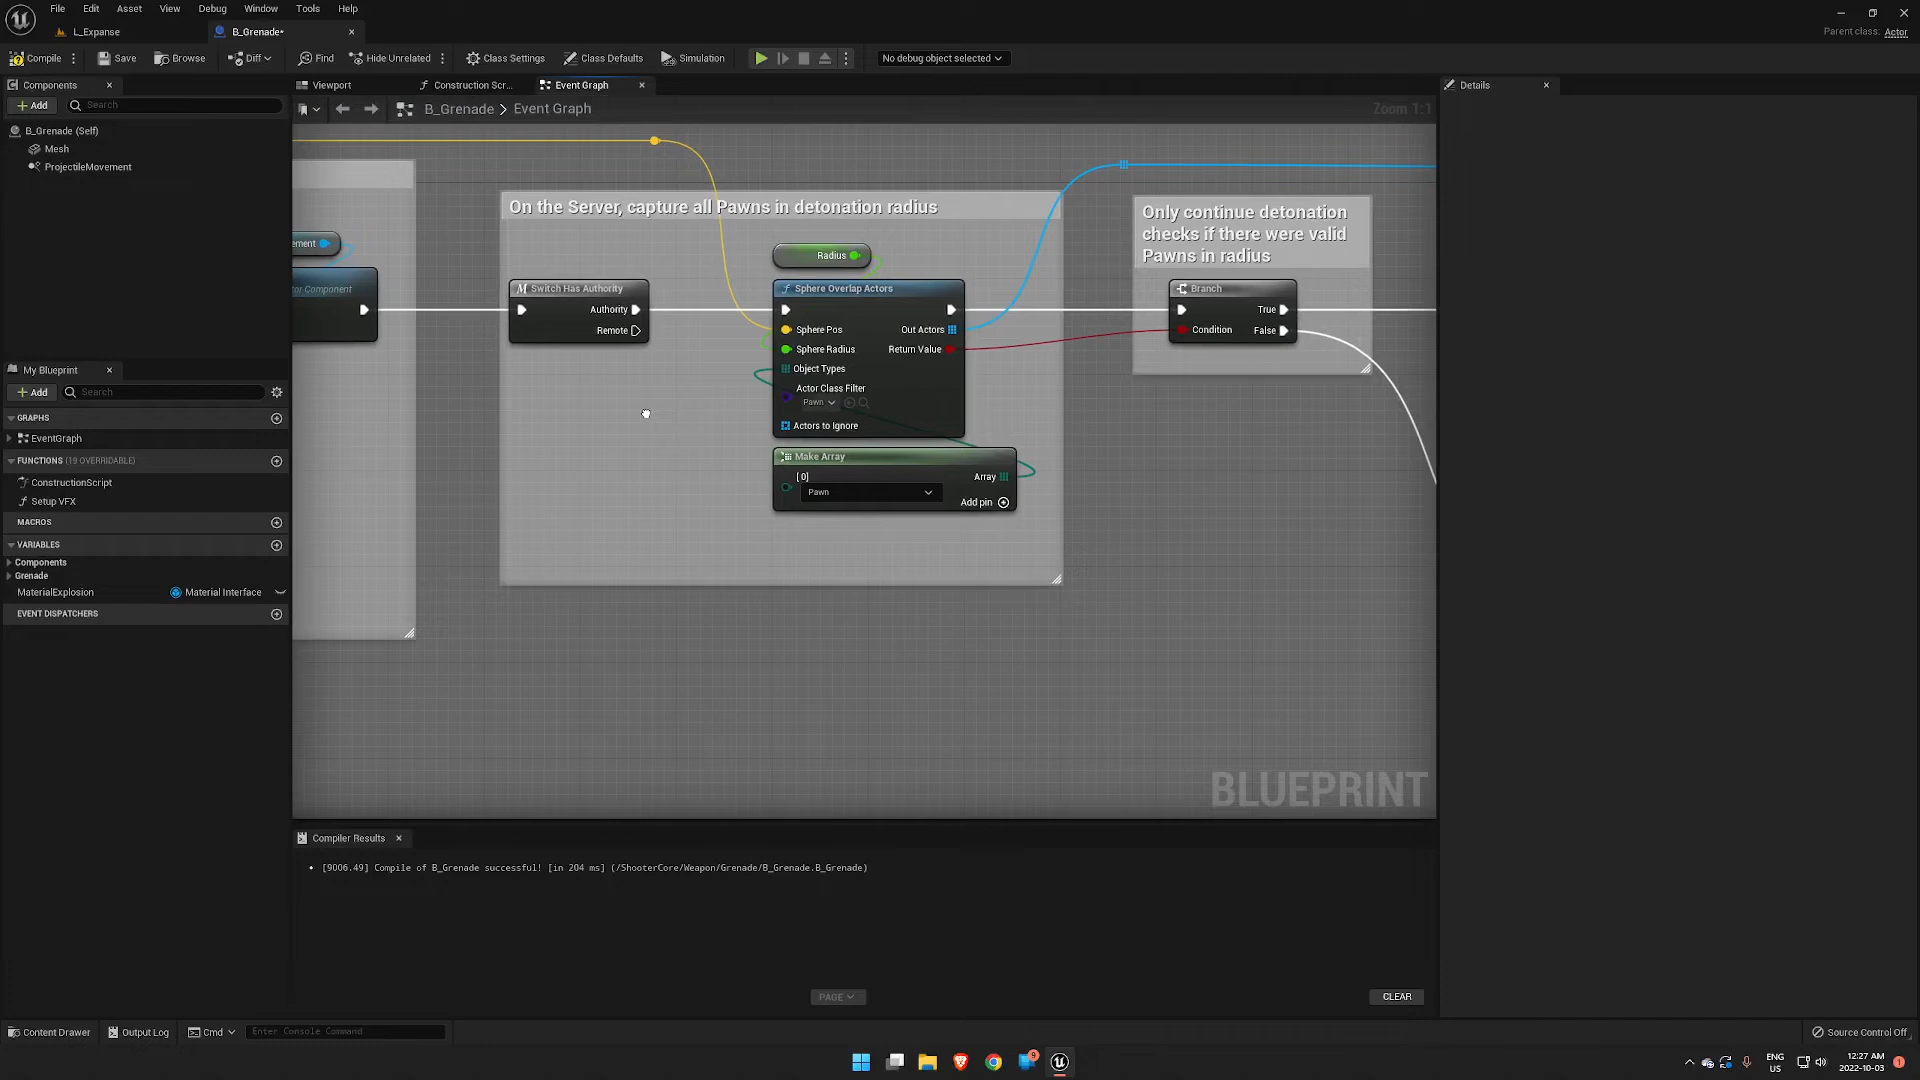 File Edit Asset View Window Debug Window Tools Help
L_Expanse
B_Grenade*
Parent class: Actor
Compile
Save
Browse
Diff
Find
Hide Unrelated
Class Settings
Class Defaults
Simulation
No debug object selected
Components
Add
Search
B_Grenade (Self)
Mesh
ProjectileMovement
Viewport
Construction Scr...
Event Graph
Details
B_Grenade > Event Graph
Zoom 1:1
On the Server, capture all Pawns in detonation radius
Only continue detonation
checks if there were valid
Pawns in radius
ement
or Component
Radius
Switch Has Authority
Authority
Remote
Sphere Overlap Actors
Sphere Pos
Out Actors
Sphere Radius
Return Value
Object Types
Actor Class Filter
Pawn
Actors to Ignore
Make Array
[0]
Array
Pawn
Add pin
Branch
True
Condition
False
My Blueprint
Add
Search
GRAPHS
EventGraph
FUNCTIONS (19 OVERRIDABLE)
ConstructionScript
Setup VFX
MACROS
VARIABLES
Components
Grenade
MaterialExplosion
Material Interface
EVENT DISPATCHERS
BLUEPRINT
Compiler Results
[9006.49] Compile of B_Grenade successful! [in 204 ms] (/ShooterCore/Weapon/Grenade/B_Grenade.B_Grenade)
PAGE
CLEAR
Content Drawer
Output Log
Cmd
Enter Console Command
Source Control Off
9
ENG
US
12:27 AM
2022-10-03
1